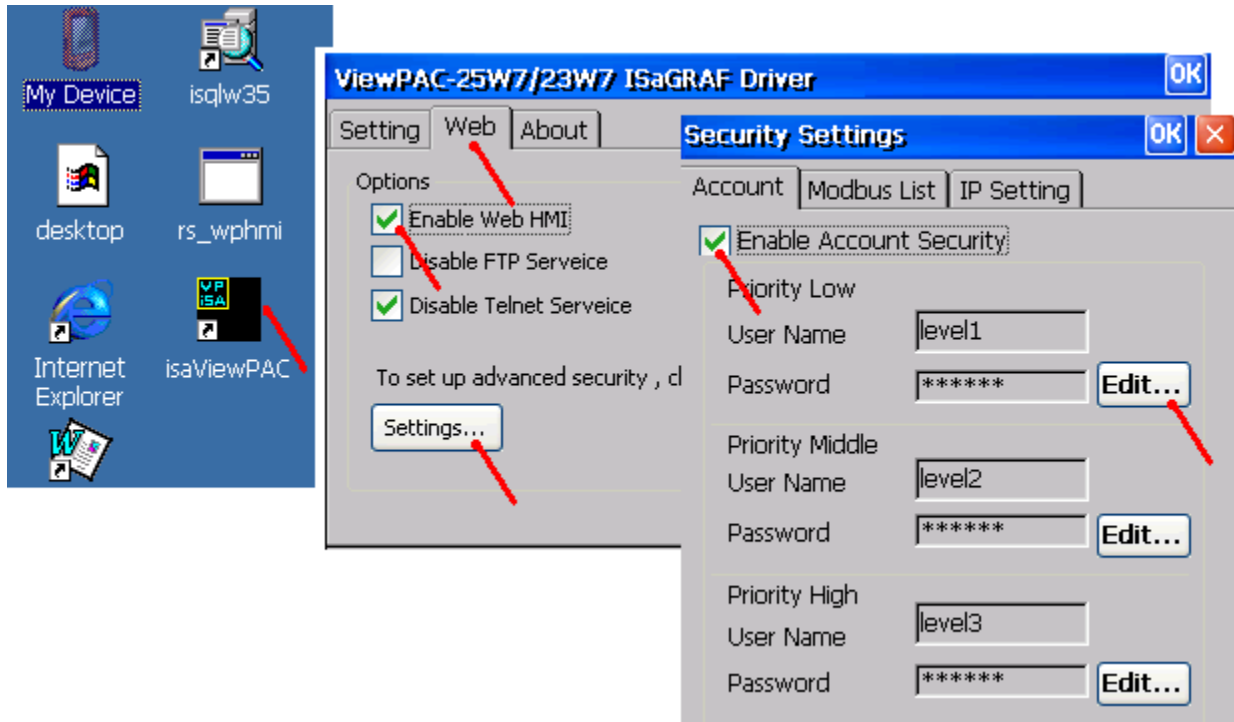 My Device
isqlw35
desktop
rs_wphmi
VP
iSA
Internet
Explorer
isaViewPAC
ViewPAC-25W7/23W7 ISaGRAF Driver
OK
Setting
Web
About
Options
Enable Web HMI
Disable FTP Serveice
Disable Telnet Serveice
To set up advanced security , cl
Settings...
Security Settings
OK
Account
Modbus List
IP Setting
Enable Account Security
Priority Low
User Name
level1
Password
******
Edit...
Priority Middle
User Name
level2
Password
******
Edit...
Priority High
User Name
level3
Password
******
Edit...